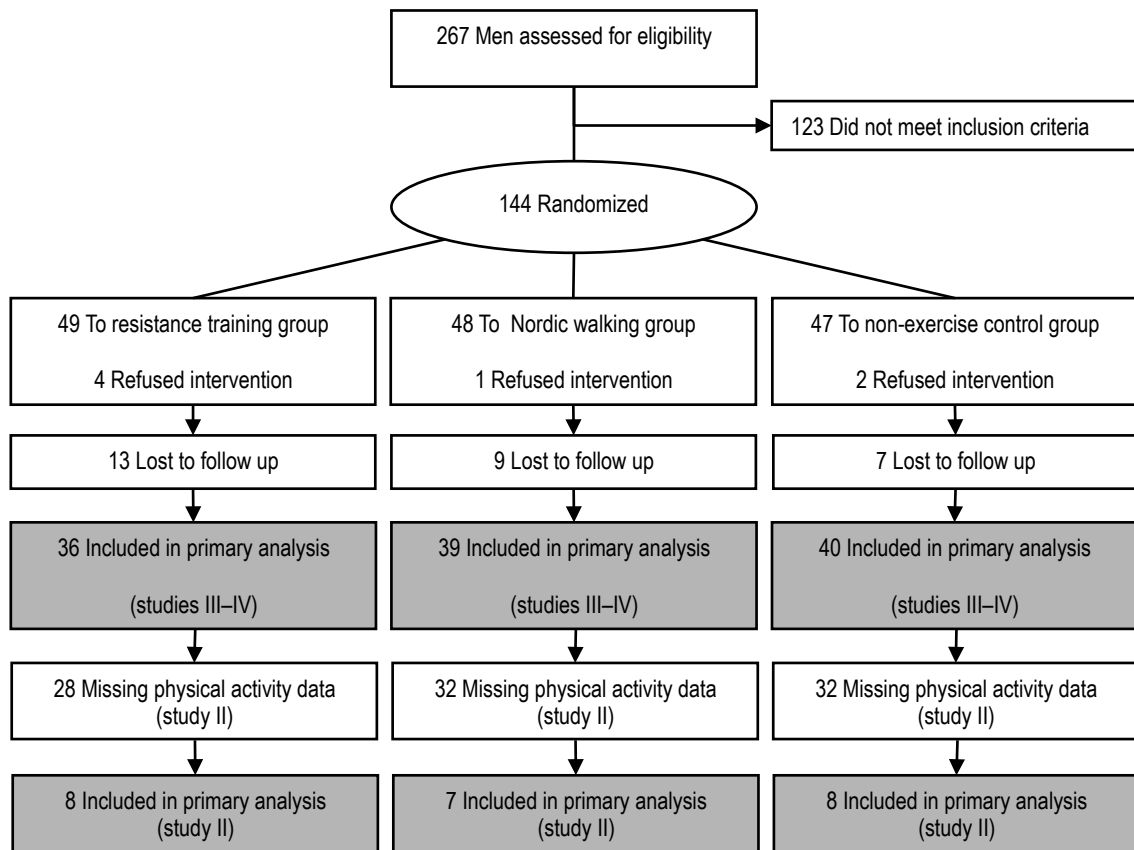 267 Men assessed for eligibility
123 Did not meet inclusion criteria
144 Randomized
49 To resistance training group
4 Refused intervention
48 To Nordic walking group
1 Refused intervention
47 To non-exercise control group
2 Refused intervention
13 Lost to follow up
9 Lost to follow up
7 Lost to follow up
36 Included in primary analysis
(studies III–IV)
39 Included in primary analysis
(studies III–IV)
40 Included in primary analysis
(studies III–IV)
28 Missing physical activity data
(study II)
32 Missing physical activity data
(study II)
32 Missing physical activity data
(study II)
8 Included in primary analysis
(study II)
7 Included in primary analysis
(study II)
8 Included in primary analysis
(study II)